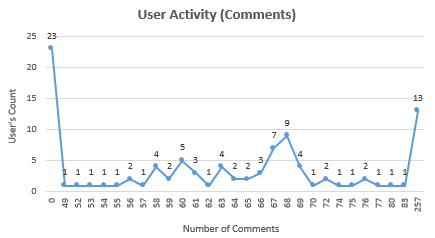 User Activity (Comments)
User's Count
25
20
15
10
5
0
23 1 1 1 1 1 2 1 4 2 5 3 1 4 2 2 3 7 9 4 1 2 1 1 2 1 1 1 13
0 49 52 53 54 55 56 57 58 59 60 61 62 63 64 65 66 67 68 69 70 72 74 75 76 77 80 83 257
Number of Comments